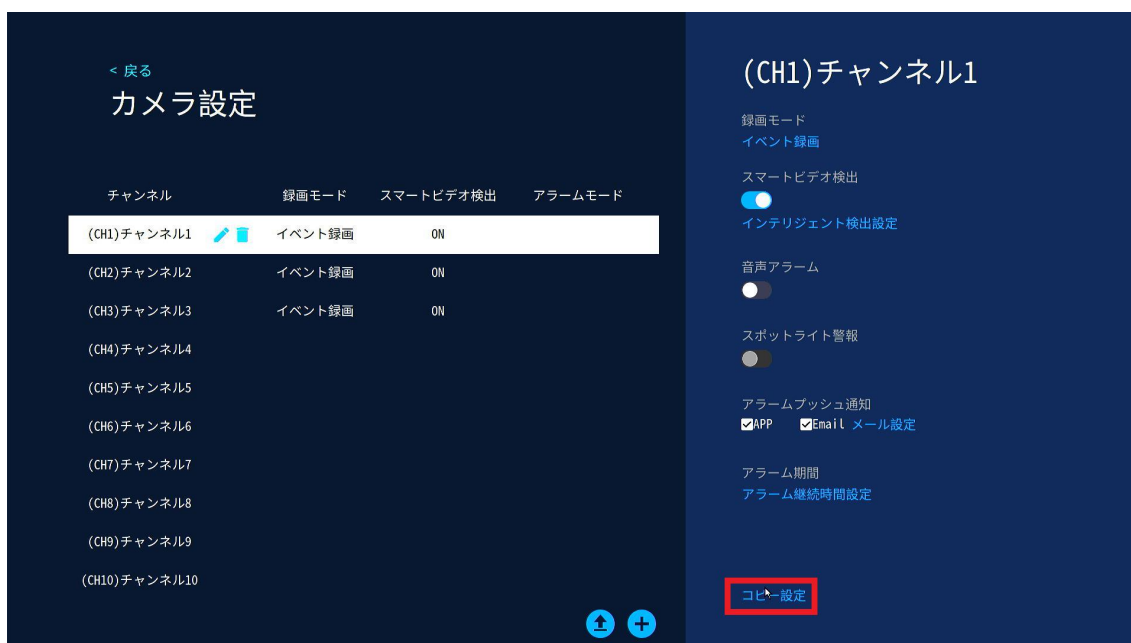 < 戻る
カメラ設定
チャンネル 録画モード スマートビデオ検出 アラームモード
(CH1)チャンネル1 イベント録画 ON
(CH2)チャンネル2 イベント録画 ON
(CH3)チャンネル3 イベント録画 ON
(CH4)チャンネル4
(CH5)チャンネル5
(CH6)チャンネル6
(CH7)チャンネル7
(CH8)チャンネル8
(CH9)チャンネル9
(CH10)チャンネル10
(CH1)チャンネル1
録画モード
イベント録画
スマートビデオ検出
インテリジェント検出設定
音声アラーム
スポットライト警報
アラームプッシュ通知
APP Email メール設定
アラーム期間
アラーム継続時間設定
コピー設定